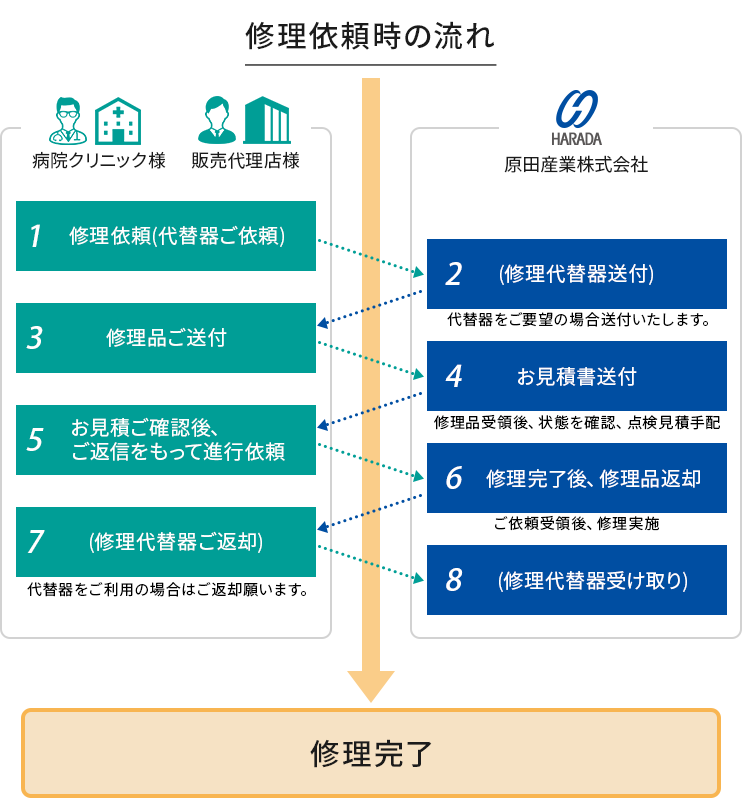 修理依頼時の流れ
病院クリニック様
販売代理店様
HARADA
原田産業株式会社
1 修理依頼(代替器ご依頼)
2 (修理代替器送付)
代替器をご要望の場合送付いたします。
3 修理品ご送付
4 お見積書送付
修理品受領後、状態を確認、点検見積手配
5 お見積ご確認後、
ご返信をもって進行依頼
6 修理完了後、修理品返却
ご依頼受領後、修理実施
7 (修理代替器ご返却)
代替器をご利用の場合はご返却願います。
8 (修理代替器受け取り)
修理完了